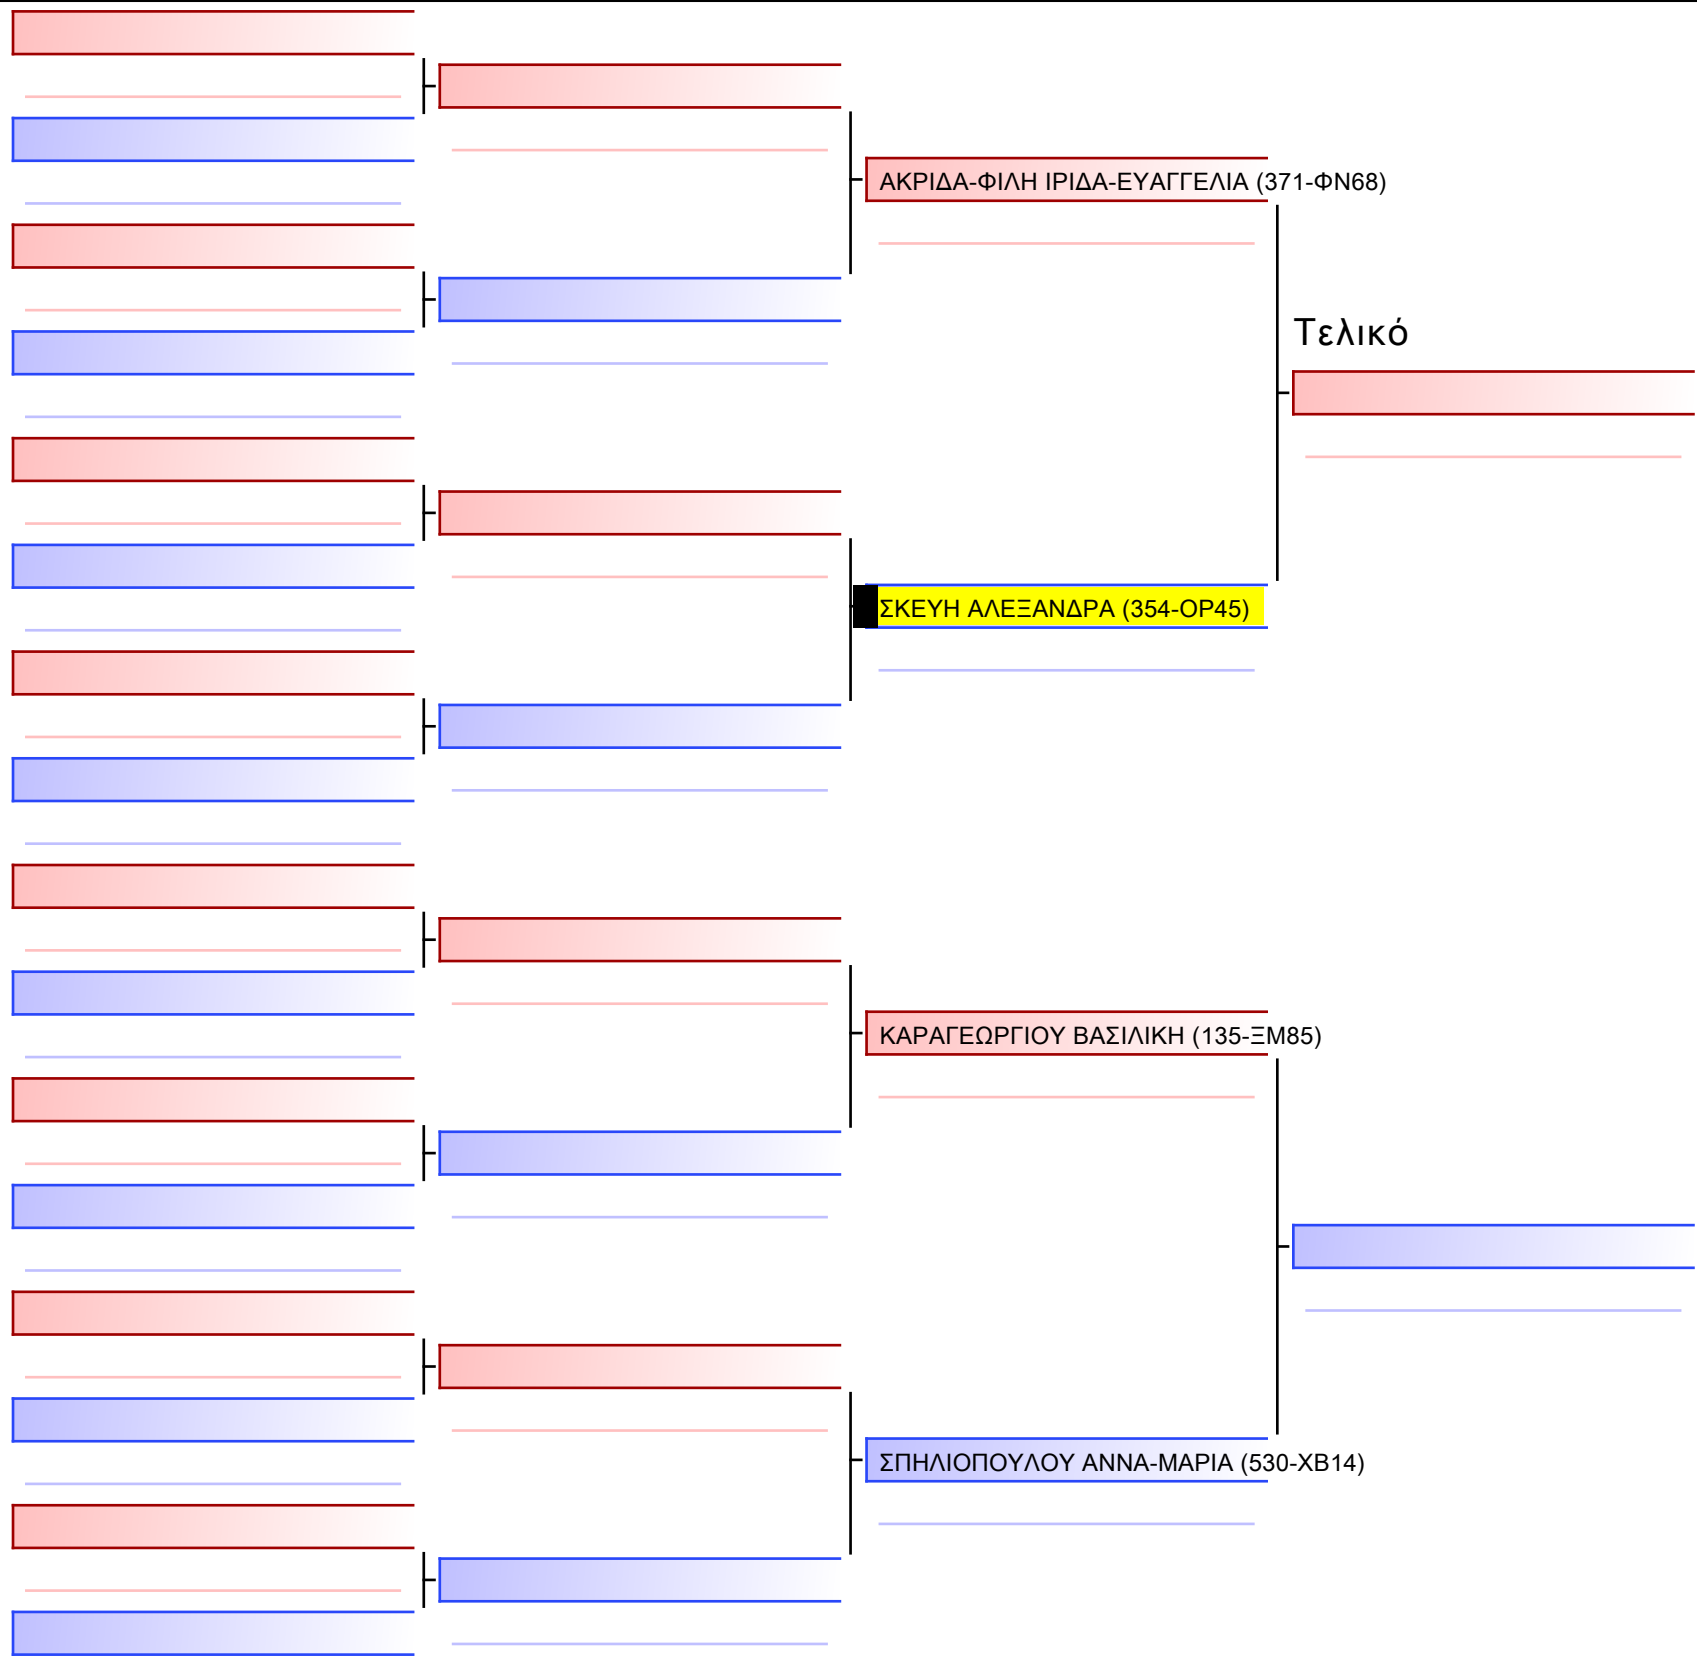 ΑΚΡΙΔΑ-ΦΙΛΗ ΙΡΙΔΑ-ΕΥΑΓΓΕΛΙΑ (371-ΦΝ68)
Τελικό
ΣΚΕΥΗ ΑΛΕΞΑΝΔΡΑ (354-ΟΡ45)
ΚΑΡΑΓΕΩΡΓΙΟΥ ΒΑΣΙΛΙΚΗ (135-ΞΜ85)
ΣΠΗΛΙΟΠΟΥΛΟΥ ΑΝΝΑ-ΜΑΡΙΑ (530-ΧΒ14)